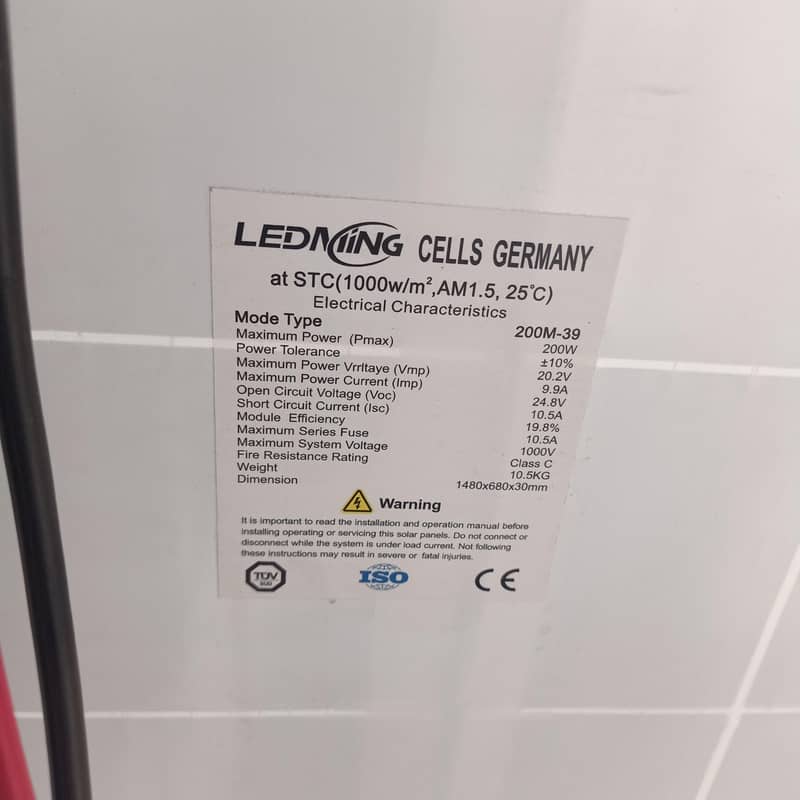 LEDMING CELLS GERMANY
at STC(1000w/m²,AM1.5, 25℃)
Electrical Characteristics
Mode Type 200M-39
Maximum Power (Pmax) 200W
Power Tolerance ±10%
Maximum Power Vrrltaye (Vmp) 20.2V
Maximum Power Current (Imp) 9.9A
Open Circuit Voltage (Voc) 24.8V
Short Circuit Current (Isc) 10.5A
Module Efficiency 19.8%
Maximum Series Fuse 10.5A
Maximum System Voltage 1000V
Fire Resistance Rating Class C
Weight 10.5KG
Dimension 1480x680x30mm
Warning
It is important to read the installation and operation manual before
installing operating or servicing this solar panels. Do not connect or
disconnect while the system is under load current. Not following
these instructions may result in severe or fatal injuries.
TÜV ISO CE